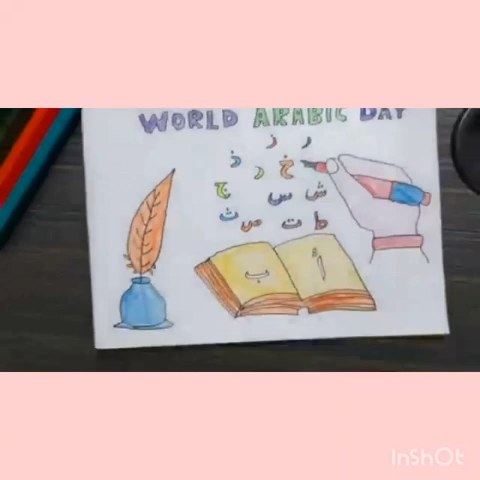 WORLD ARABIC DAY
ر ز
خ ر ذ
ش س ج
ط ت ص ث
أ ب
InShOt